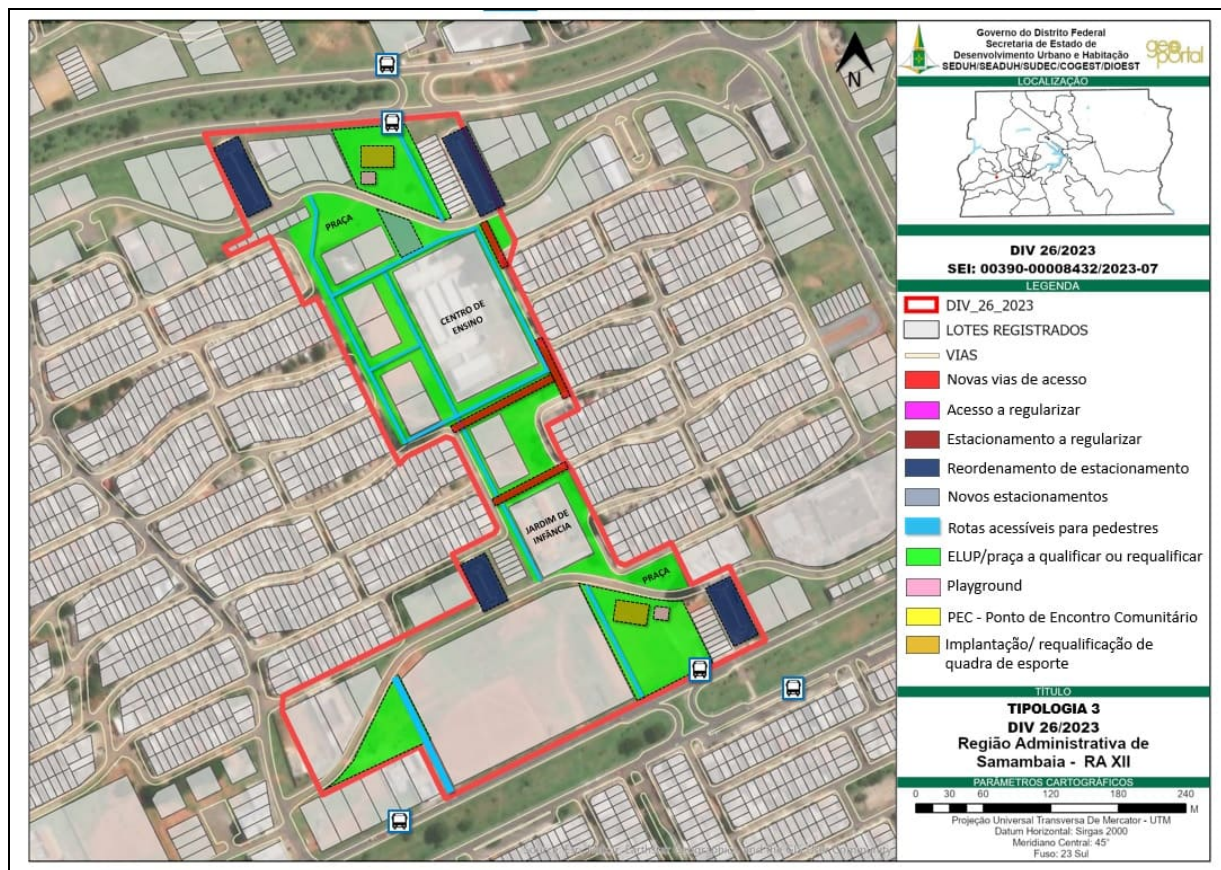 PRAÇA
CENTRO DE
ENSINO
JARDIM DE
INFÂNCIA
PRAÇA
N
Governo do Distrito Federal
Secretaria de Estado de
Desenvolvimento Urbano e Habitação
SEDUH/SEADUH/SUDEC/COGEST/DIOEST
geoportal
LOCALIZAÇÃO
DIV 26/2023
SEI: 00390-00008432/2023-07
LEGENDA
DIV_26_2023
LOTES REGISTRADOS
VIAS
Novas vias de acesso
Acesso a regularizar
Estacionamento a regularizar
Reordenamento de estacionamento
Novos estacionamentos
Rotas acessíveis para pedestres
ELUP/praça a qualificar ou requalificar
Playground
PEC - Ponto de Encontro Comunitário
Implantação/ requalificação de
quadra de esporte
TÍTULO
TIPOLOGIA 3
DIV 26/2023
Região Administrativa de
Samambaia - RA XII
PARÂMETROS CARTOGRÁFICOS
0 30 60 120 180 240
M
Projeção Universal Transversa De Mercator - UTM
Datum Horizontal: Sirgas 2000
Meridiano Central: 45°
Fuso: 23 Sul